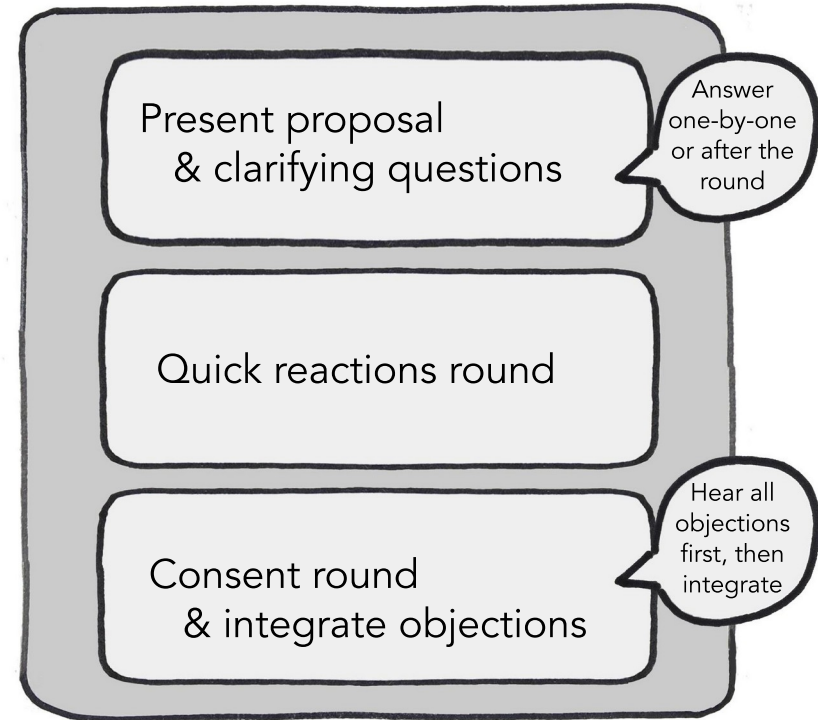 Present proposal
& clarifying questions
Answer
one-by-one
or after the
round
Quick reactions round
Consent round
& integrate objections
Hear all
objections
first, then
integrate